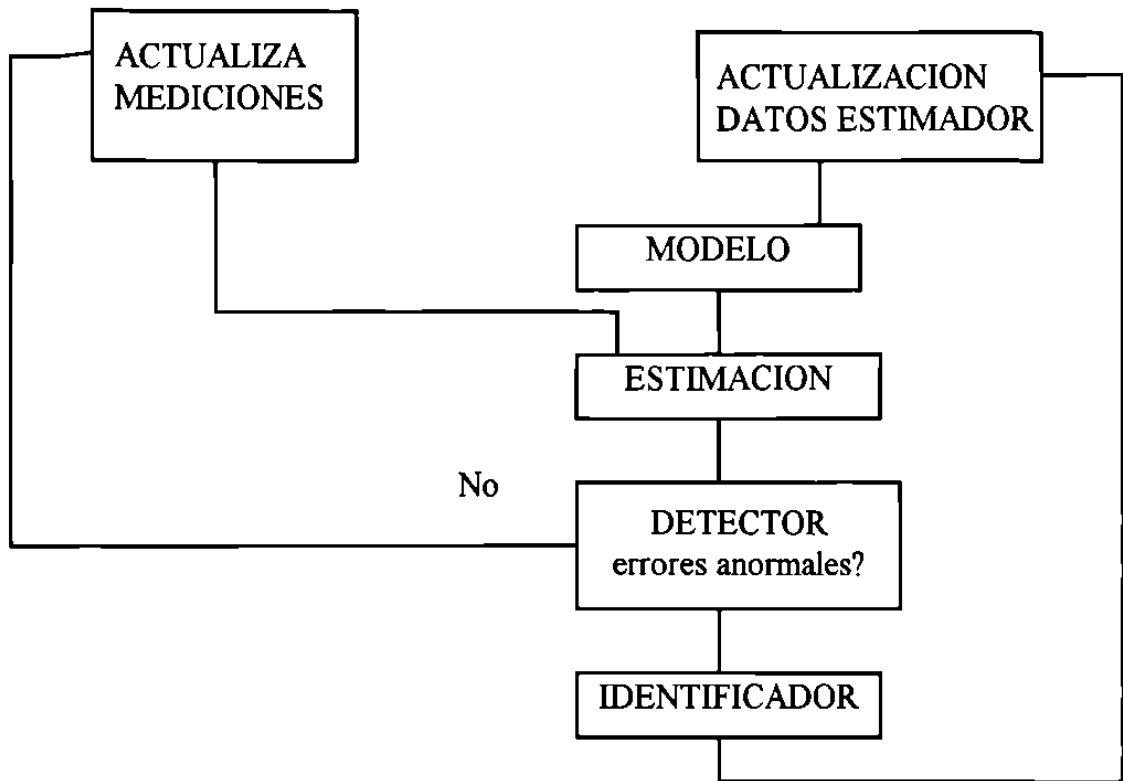 ACTUALIZA
MEDICIONES
ACTUALIZACION
DATOS ESTIMADOR
MODELO
ESTIMACION
No
DETECTOR
errores anormales?
IDENTIFICADOR